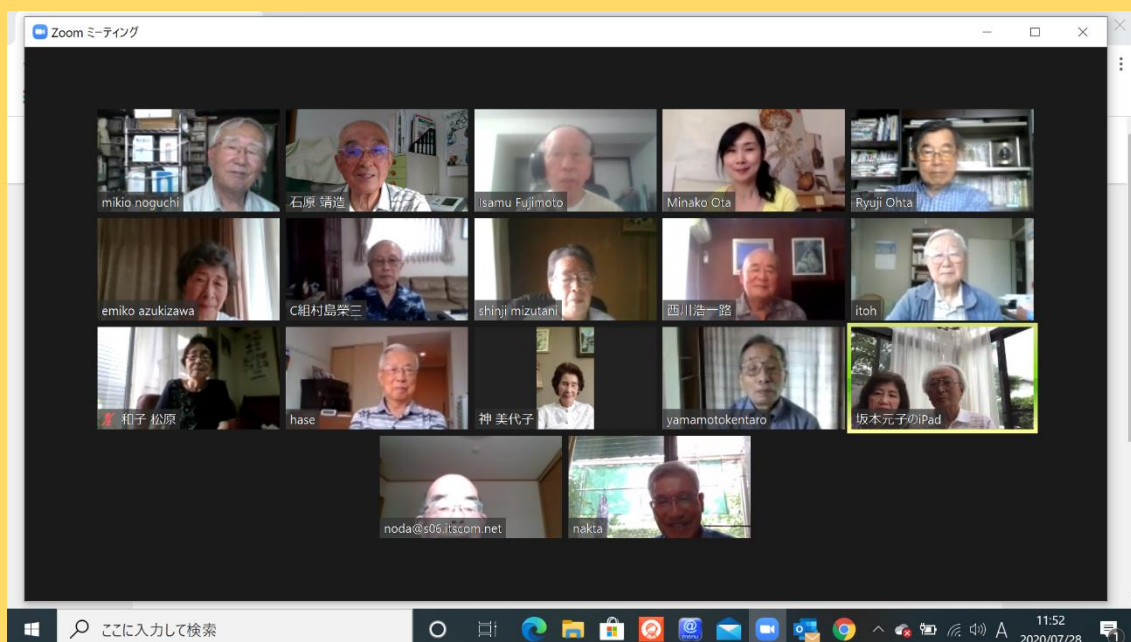 Zoom ミーティング
mikio noguchi
石原 靖造
Isamu Fujimoto
Minako Ota
Ryuji Ohta
emiko azukizawa
C組村島榮三
shinji mizutani
西川浩一路
itoh
和子 松原
hase
神 美代子
yamamotokentaro
坂本元子のiPad
noda@s06.itscom.net
nakta
ここに入力して検索
A
11:52
2020/07/28